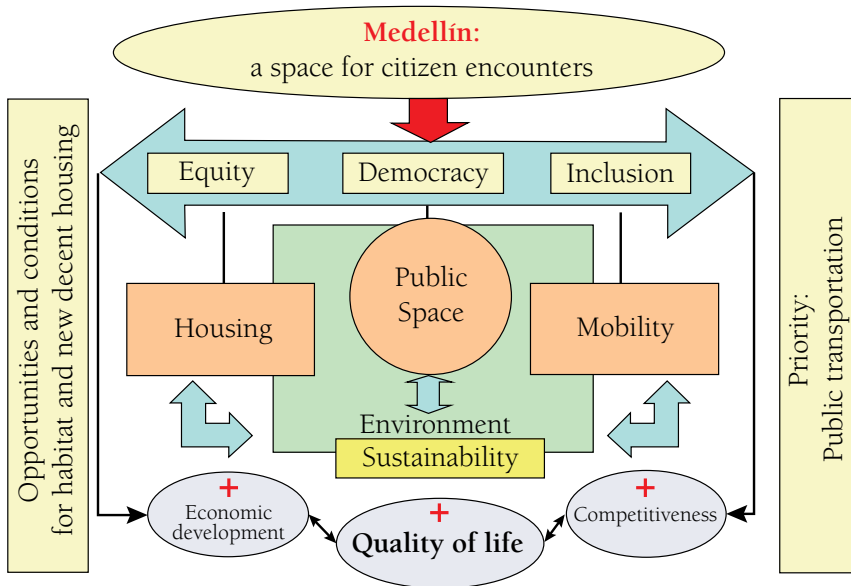 Medellín:
a space for citizen encounters
Opportunities and conditions
for habitat and new decent housing
Equity
Democracy
Inclusion
Public
Space
Housing
Mobility
Environment
Sustainability
+
Economic
development
+
Quality of life
+
Competitiveness
Priority:
Public transportation